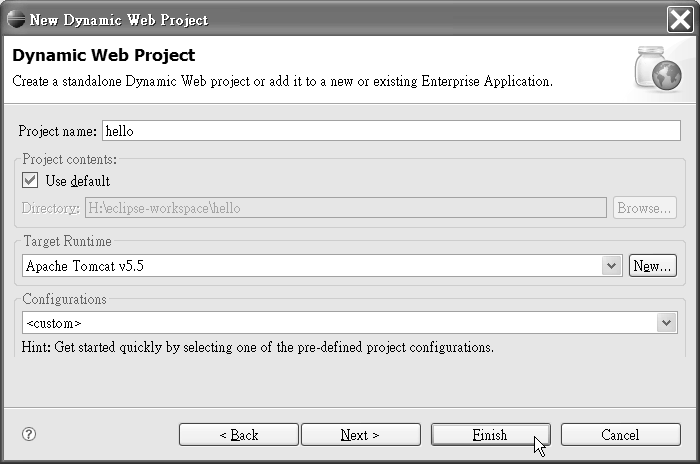 New Dynamic Web Project
Dynamic Web Project
Create a standalone Dynamic Web project or add it to a new or existing Enterprise Application.
Project name: hello
Project contents:
Use default
Directory: H:\eclipse-workspace\hello Browse...
Target Runtime
Apache Tomcat v5.5 New...
Configurations
<custom>
Hint: Get started quickly by selecting one of the pre-defined project configurations.
? < Back Next > Finish Cancel